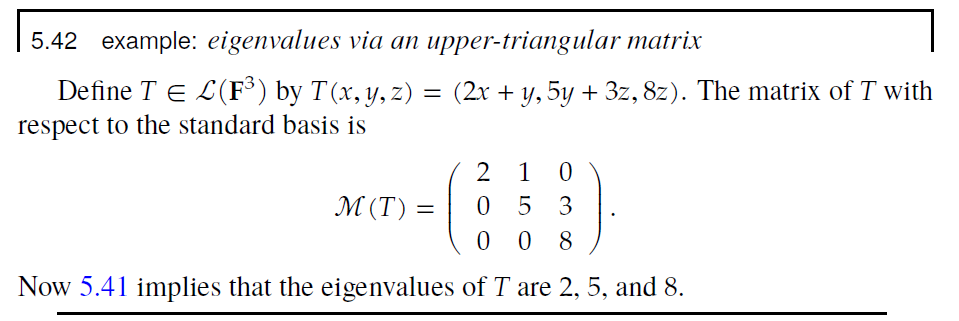 5.42 example: eigenvalues via an upper-triangular matrix
Define T ∈ ℒ(F³) by T(x, y, z) = (2x + y, 5y + 3z, 8z). The matrix of T with
respect to the standard basis is
2 1 0
ℳ(T) = ( 0 5 3 ) .
0 0 8
Now 5.41 implies that the eigenvalues of T are 2, 5, and 8.